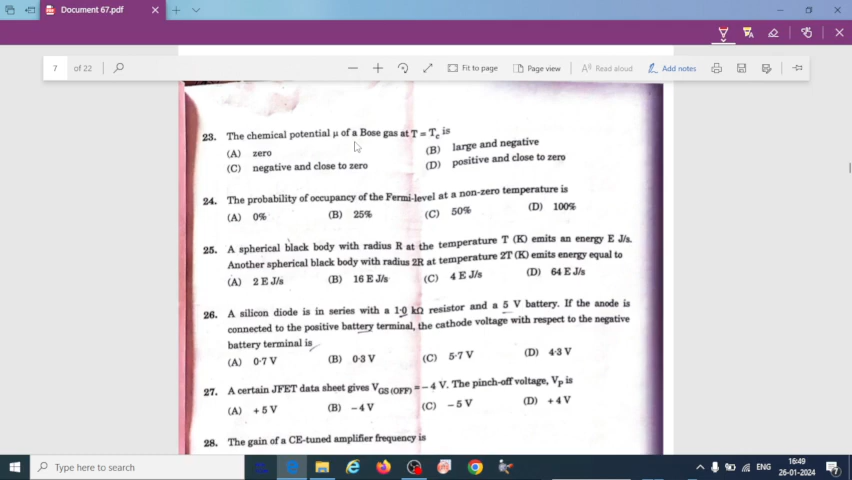 Document 67.pdf
7 of 22
Fit to page
Page view
Read aloud
Add notes
23. The chemical potential μ of a Bose gas at T = Tc is
(A) zero (B) large and negative
(C) negative and close to zero (D) positive and close to zero
24. The probability of occupancy of the Fermi-level at a non-zero temperature is
(A) 0% (B) 25% (C) 50% (D) 100%
25. A spherical black body with radius R at the temperature T (K) emits an energy E J/s.
Another spherical black body with radius 2R at temperature 2T (K) emits energy equal to
(A) 2 E J/s (B) 16 E J/s (C) 4 E J/s (D) 64 E J/s
26. A silicon diode is in series with a 1·0 kΩ resistor and a 5 V battery. If the anode is
connected to the positive battery terminal, the cathode voltage with respect to the negative
battery terminal is
(A) 0·7 V (B) 0·3 V (C) 5·7 V (D) 4·3 V
27. A certain JFET data sheet gives VGS (OFF) = – 4 V. The pinch-off voltage, VP is
(A) + 5 V (B) – 4 V (C) – 5 V (D) + 4 V
28. The gain of a CE-tuned amplifier frequency is
Type here to search
ENG
16:49
26-01-2024